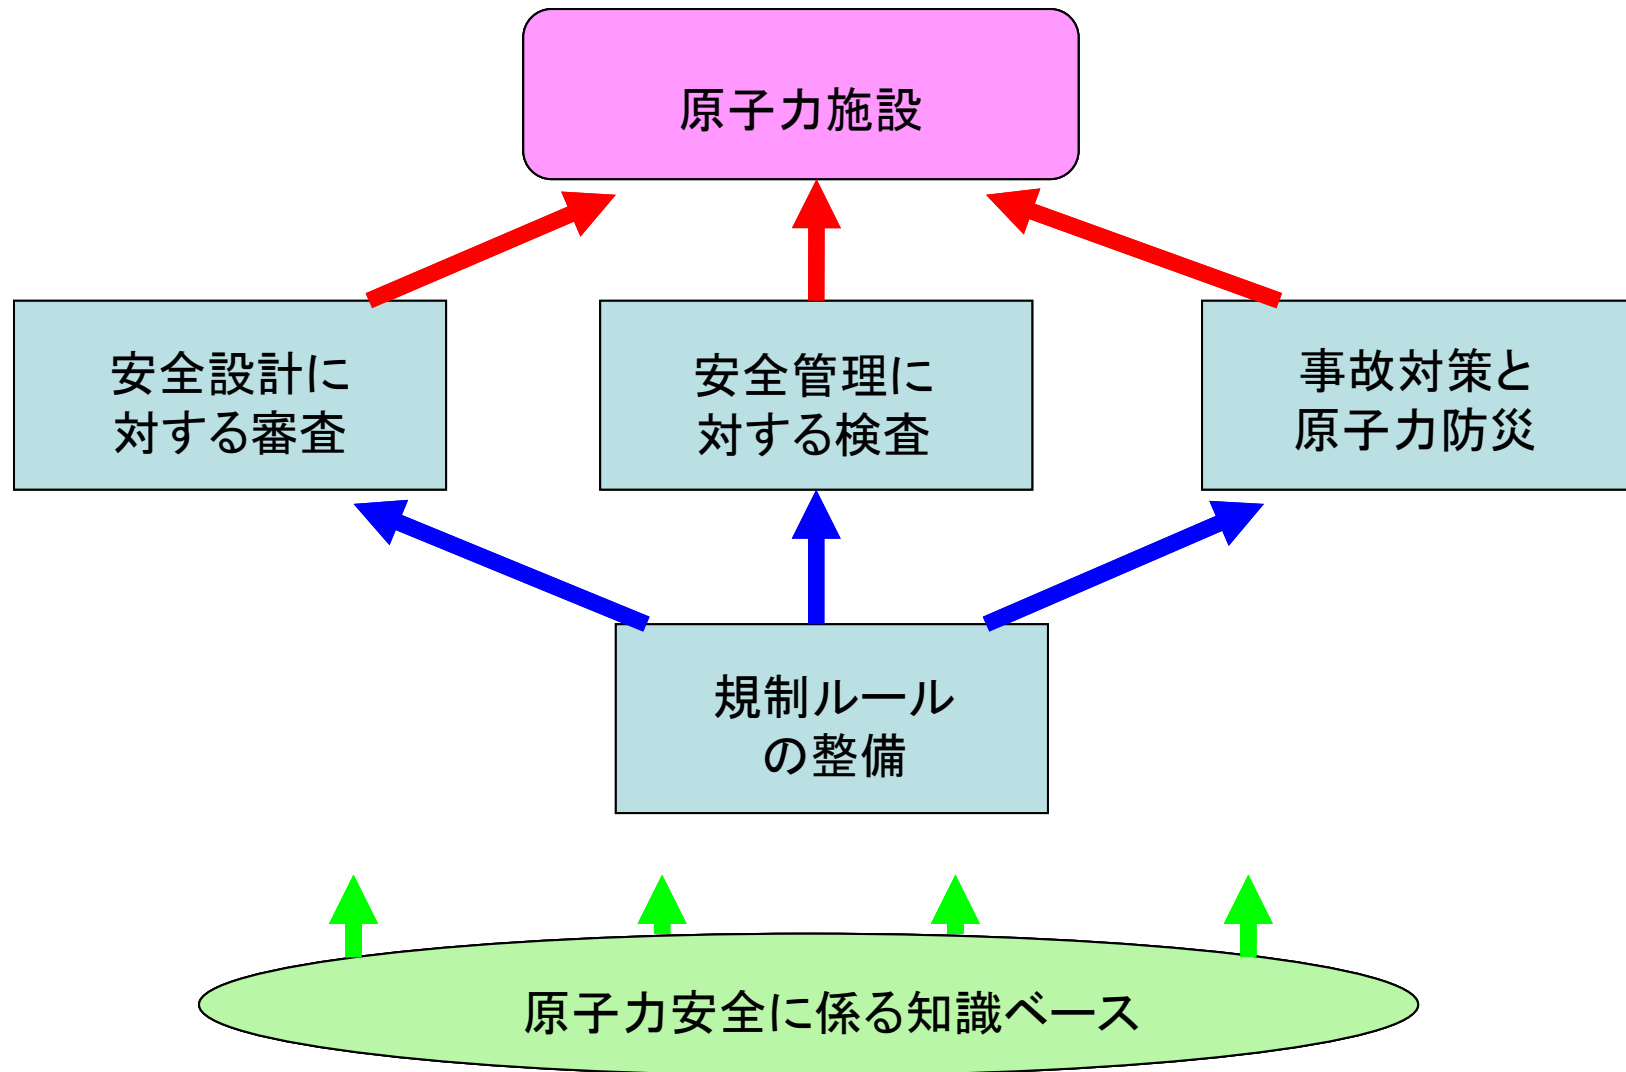 原子力施設
安全設計に
対する審査
安全管理に
対する検査
事故対策と
原子力防災
規制ルール
の整備
原子力安全に係る知識ベース